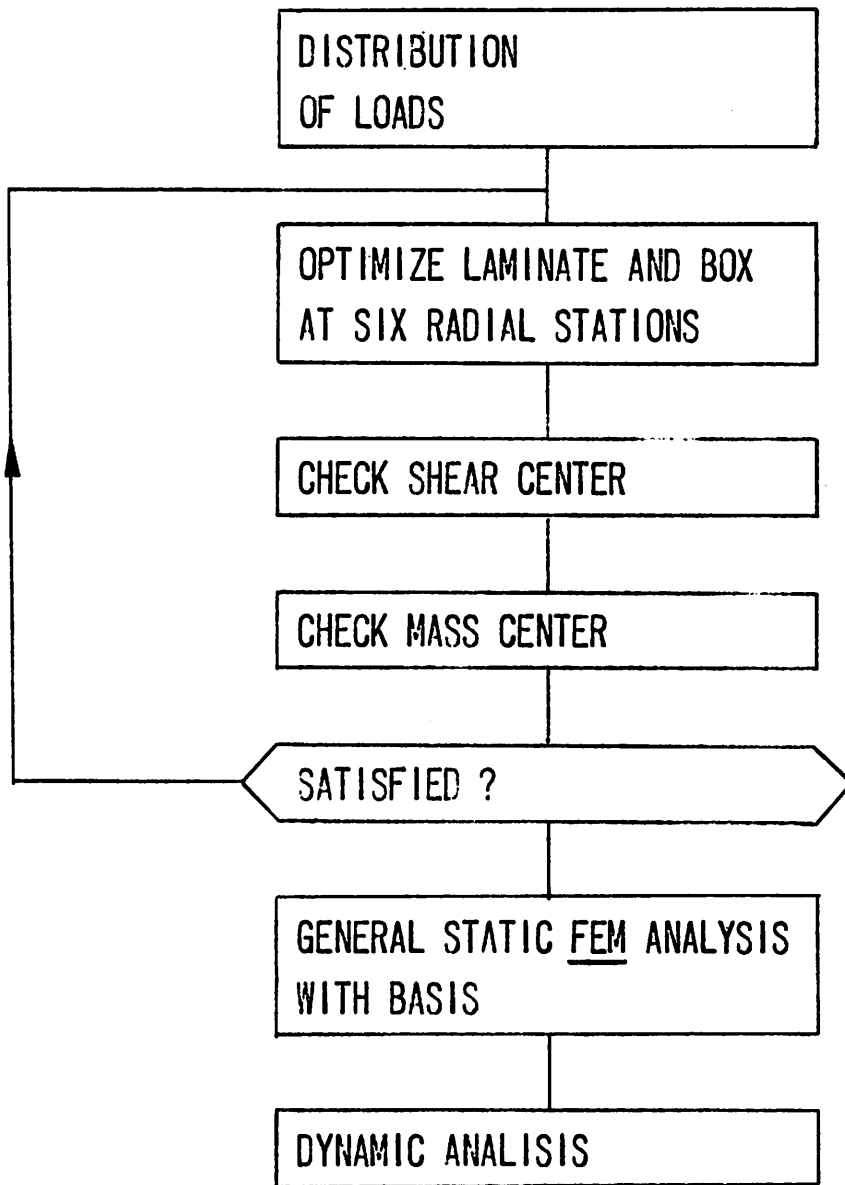 DISTRIBUTION
OF LOADS
OPTIMIZE LAMINATE AND BOX
AT SIX RADIAL STATIONS
CHECK SHEAR CENTER
CHECK MASS CENTER
SATISFIED ?
GENERAL STATIC FEM ANALYSIS
WITH BASIS
DYNAMIC ANALISIS